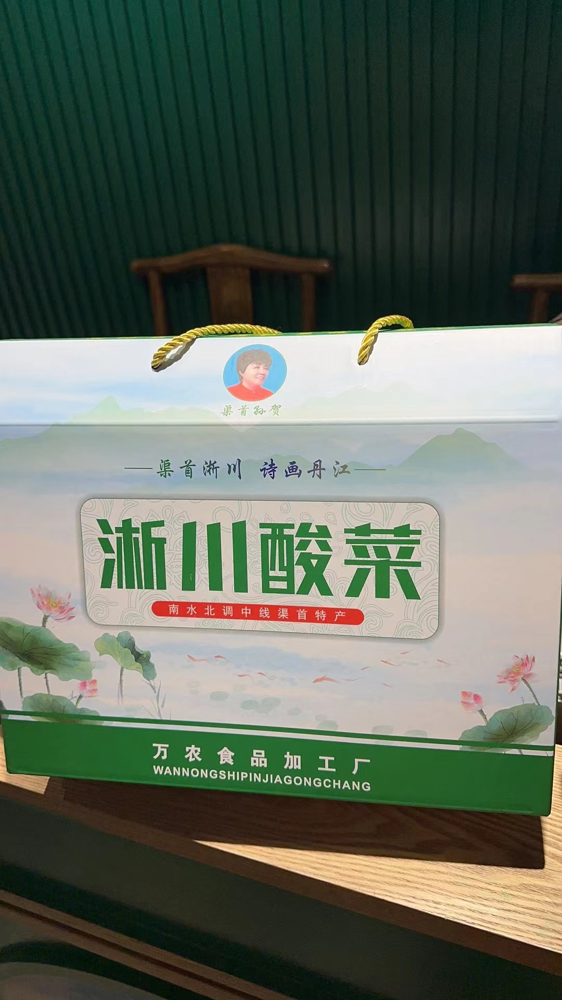 渠首孙贺
渠首淅川 诗画丹江
淅川酸菜
南水北调中线渠首特产
万农食品加工厂
WANNONGSHIPINJIAGONGCHANG